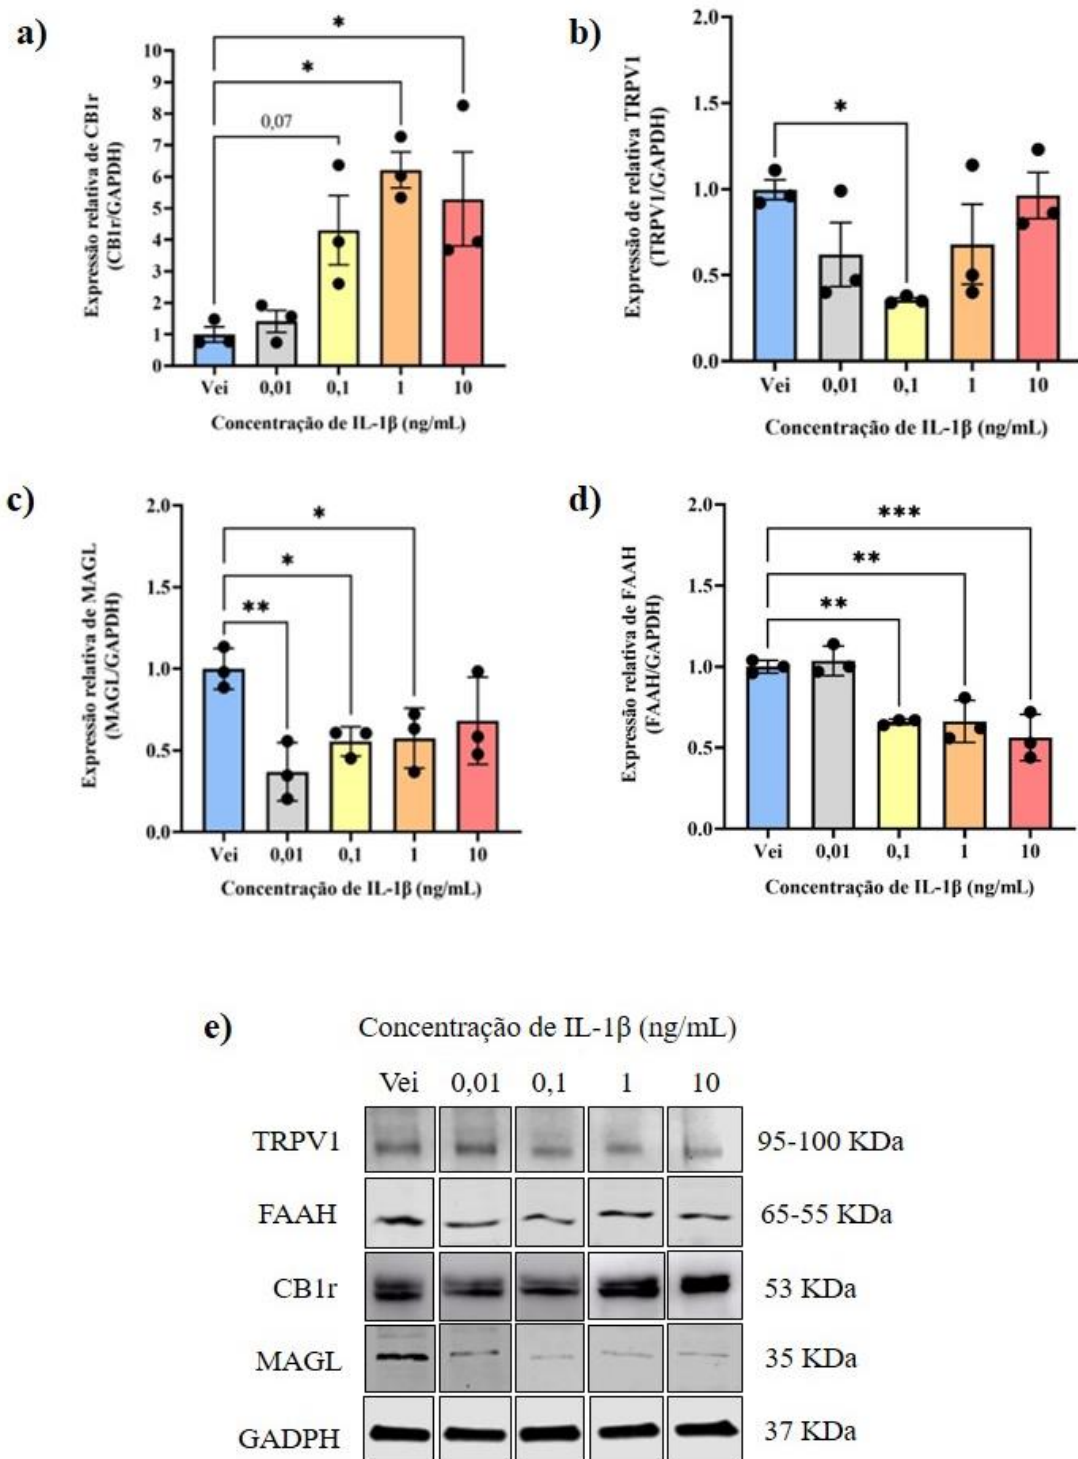 a)
Expressão relativa de CB1r
(CB1r/GAPDH)
10
9
8
7
6
5
4
3
2
1
0
*
*
0,07
Vei 0,01 0,1 1 10
Concentração de IL-1β (ng/mL)
b)
Expressão de relativa TRPV1
(TRPV1/GAPDH)
2.0
1.5
1.0
0.5
0.0
*
Vei 0,01 0,1 1 10
Concentração de IL-1β (ng/mL)
c)
Expressão relativa de MAGL
(MAGL/GAPDH)
2.0
1.5
1.0
0.5
0.0
*
*
**
Vei 0,01 0,1 1 10
Concentração de IL-1β (ng/mL)
d)
Expressão relativa de FAAH
(FAAH/GAPDH)
2.0
1.5
1.0
0.5
0.0
***
**
**
Vei 0,01 0,1 1 10
Concentração de IL-1β (ng/mL)
e)
Concentração de IL-1β (ng/mL)
Vei 0,01 0,1 1 10
TRPV1 95-100 KDa
FAAH 65-55 KDa
CB1r 53 KDa
MAGL 35 KDa
GADPH 37 KDa